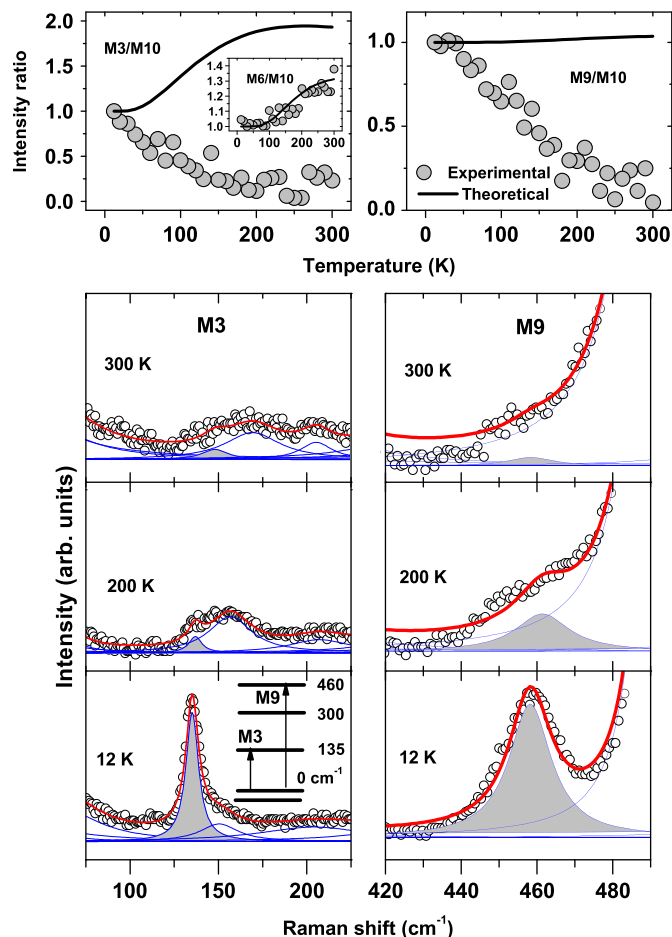 2.0
1.5
1.0
0.5
0.0
Intensity ratio
M3/M10
1.4
1.3
1.2
1.1
1.0
M6/M10
0 100 200 300
0 100 200 300
1.0
0.5
0.0
M9/M10
Experimental
Theoretical
0 100 200 300
Temperature (K)
M3
300 K
M9
300 K
200 K
200 K
12 K
M9
M3
460
300
135
0 cm-1
12 K
Intensity (arb. units)
100 150 200
420 440 460 480
Raman shift (cm-1)